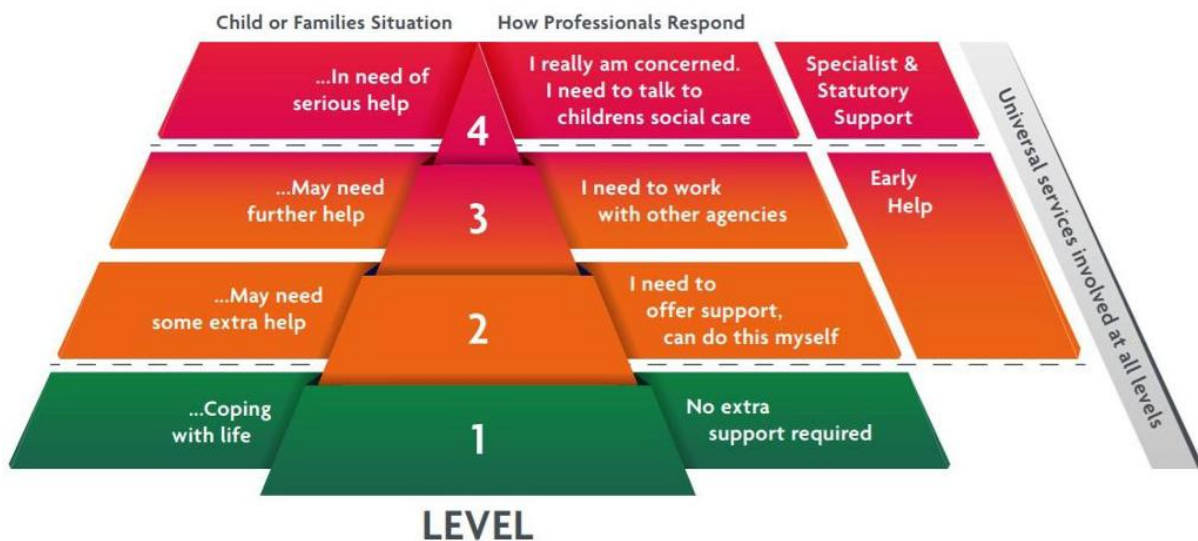 Child or Families Situation
How Professionals Respond
...In need of
serious help
4
I really am concerned.
I need to talk to
childrens social care
Specialist &
Statutory
Support
...May need
further help
3
I need to work
with other agencies
Early
Help
...May need
some extra help
2
I need to
offer support,
can do this myself
...Coping
with life
1
No extra
support required
Universal services involved at all levels
LEVEL